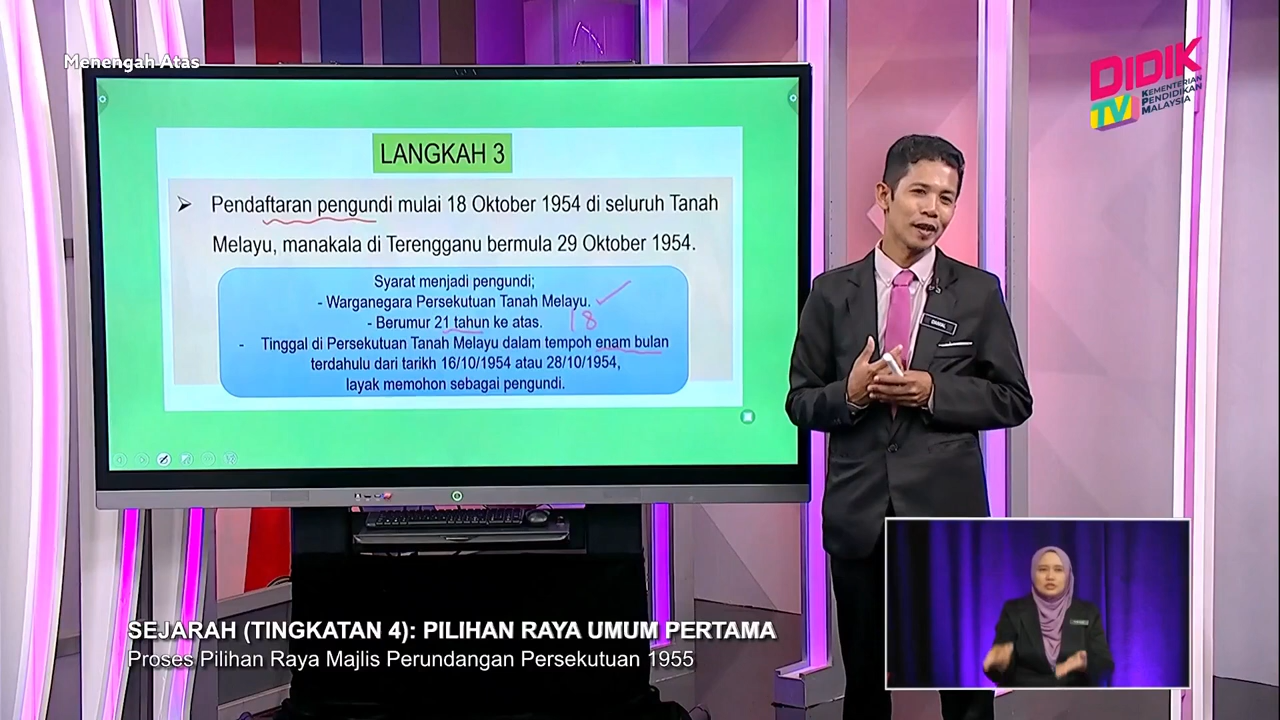 Menengah Atas
DIDIK
TV
KEMENTERIAN
PENDIDIKAN
MALAYSIA
LANGKAH 3
➤ Pendaftaran pengundi mulai 18 Oktober 1954 di seluruh Tanah
Melayu, manakala di Terengganu bermula 29 Oktober 1954.
Syarat menjadi pengundi;
- Warganegara Persekutuan Tanah Melayu.
- Berumur 21 tahun ke atas. 18
- Tinggal di Persekutuan Tanah Melayu dalam tempoh enam bulan
terdahulu dari tarikh 16/10/1954 atau 28/10/1954,
layak memohon sebagai pengundi.
SEJARAH (TINGKATAN 4): PILIHAN RAYA UMUM PERTAMA
Proses Pilihan Raya Majlis Perundangan Persekutuan 1955